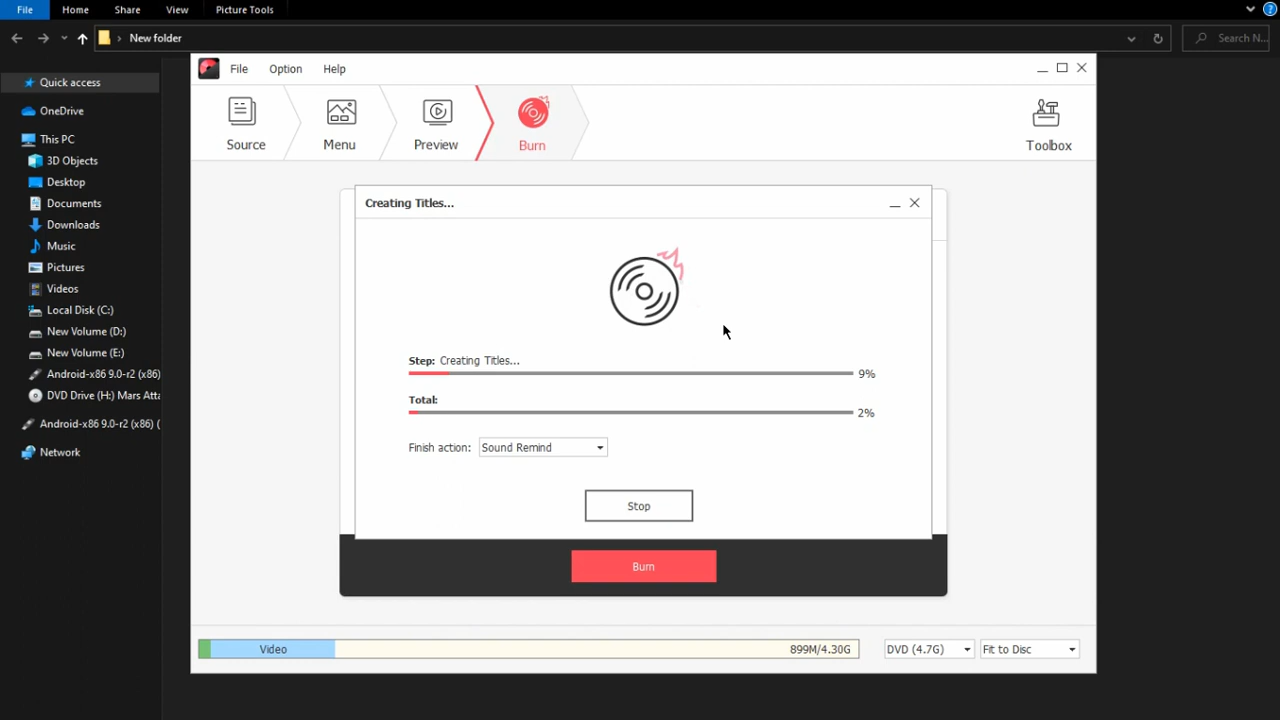 File Home Share View Picture Tools
New folder
Search N...
Quick access
OneDrive
This PC
3D Objects
Desktop
Documents
Downloads
Music
Pictures
Videos
Local Disk (C:)
New Volume (D:)
New Volume (E:)
Android-x86 9.0-r2 (x86)
DVD Drive (H:) Mars Atta
Android-x86 9.0-r2 (x86) (
Network
File Option Help
Source Menu Preview Burn Toolbox
Creating Titles...
Step: Creating Titles...
9%
Total:
2%
Finish action: Sound Remind
Stop
Burn
Video 899M/4.30G DVD (4.7G) Fit to Disc